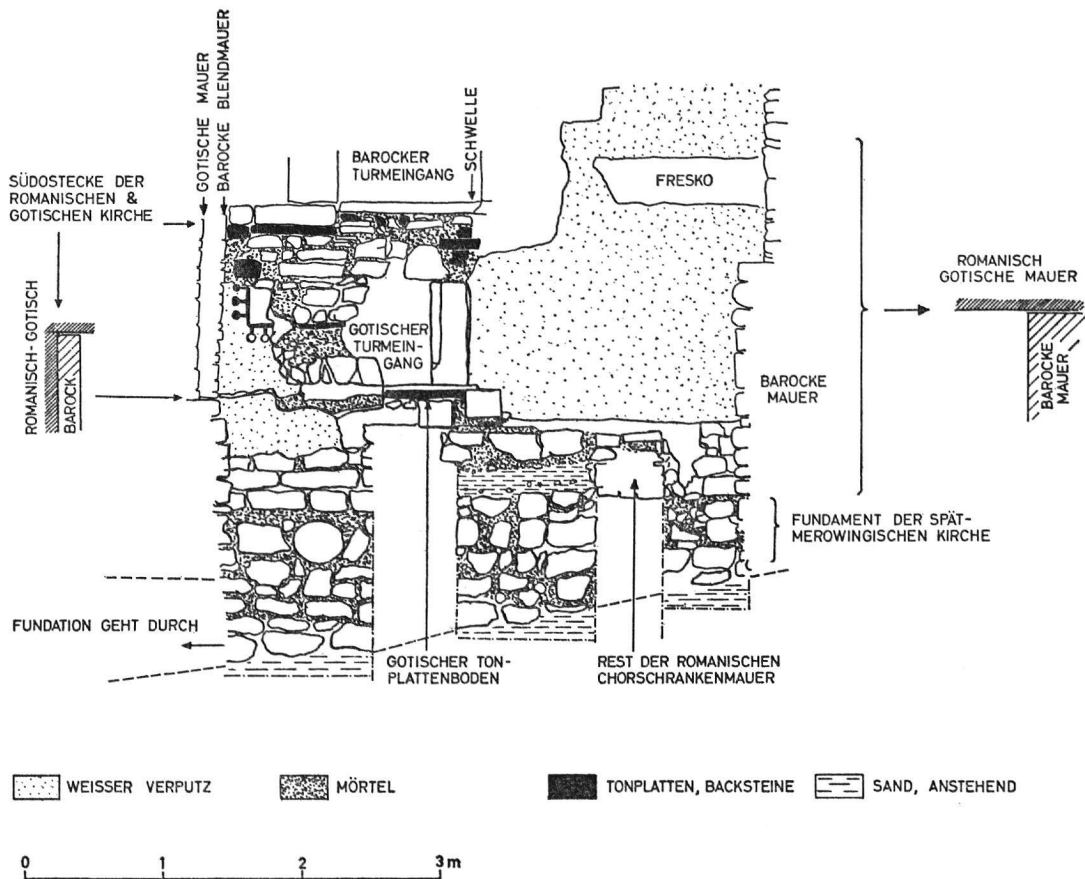 GOTISCHE MAUER
BAROCKE BLENDMAUER
SCHWELLE
BAROCKER
TURMEINGANG
SÜDOSTECKE DER
ROMANISCHEN &
GOTISCHEN KIRCHE
FRESKO
ROMANISCH
GOTISCHE MAUER
ROMANISCH-GOTISCH
BAROCK
GOTISCHER
TURMEIN-
GANG
BAROCKE
MAUER
BAROCKE
MAUER
FUNDAMENT DER SPÄT-
MEROWINGISCHEN KIRCHE
FUNDATION GEHT DURCH
GOTISCHER TON-
PLATTENBODEN
REST DER ROMANISCHEN
CHORSCHRANKENMAUER
WEISSER VERPUTZ
MÖRTEL
TONPLATTEN, BACKSTEINE
SAND, ANSTEHEND
0 1 2 3 m